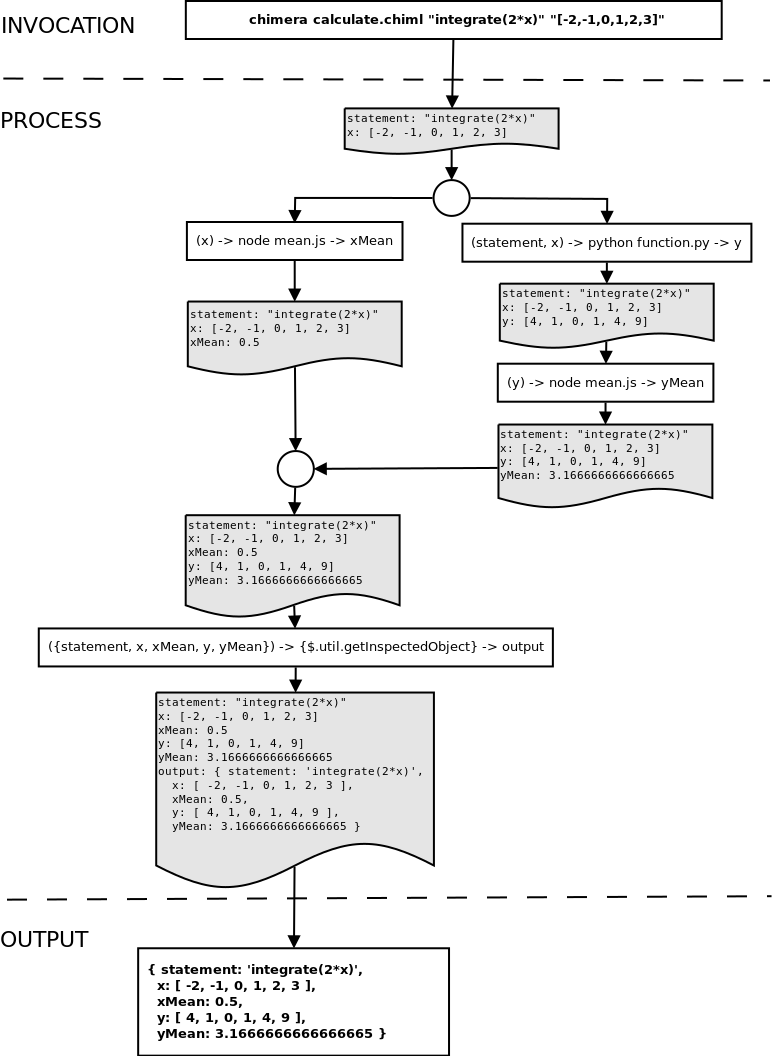 INVOCATION
chimera calculate.chiml "integrate(2*x)" "[-2,-1,0,1,2,3]"
PROCESS
statement: "integrate(2*x)"
x: [-2, -1, 0, 1, 2, 3]
(x) -> node mean.js -> xMean
(statement, x) -> python function.py -> y
statement: "integrate(2*x)"
x: [-2, -1, 0, 1, 2, 3]
xMean: 0.5
statement: "integrate(2*x)"
x: [-2, -1, 0, 1, 2, 3]
y: [4, 1, 0, 1, 4, 9]
(y) -> node mean.js -> yMean
statement: "integrate(2*x)"
x: [-2, -1, 0, 1, 2, 3]
y: [4, 1, 0, 1, 4, 9]
yMean: 3.1666666666666665
statement: "integrate(2*x)"
x: [-2, -1, 0, 1, 2, 3]
xMean: 0.5
y: [4, 1, 0, 1, 4, 9]
yMean: 3.1666666666666665
({statement, x, xMean, y, yMean}) -> {$.util.getInspectedObject} -> output
statement: "integrate(2*x)"
x: [-2, -1, 0, 1, 2, 3]
xMean: 0.5
y: [4, 1, 0, 1, 4, 9]
yMean: 3.1666666666666665
output: { statement: 'integrate(2*x)',
x: [ -2, -1, 0, 1, 2, 3 ],
xMean: 0.5,
y: [ 4, 1, 0, 1, 4, 9 ],
yMean: 3.1666666666666665 }
OUTPUT
{ statement: 'integrate(2*x)',
x: [ -2, -1, 0, 1, 2, 3 ],
xMean: 0.5,
y: [ 4, 1, 0, 1, 4, 9 ],
yMean: 3.1666666666666665 }